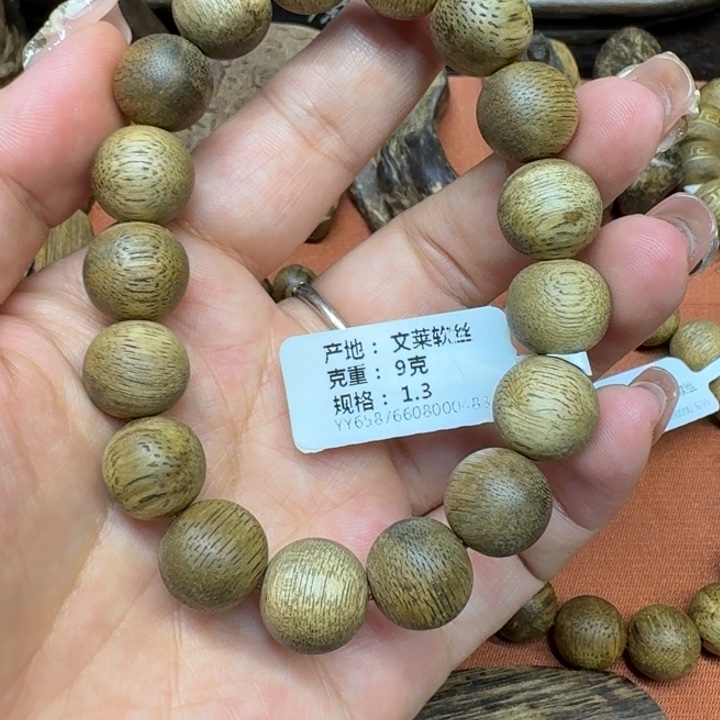 产地： 文莱软丝
克重： 9克
规格： 1.3